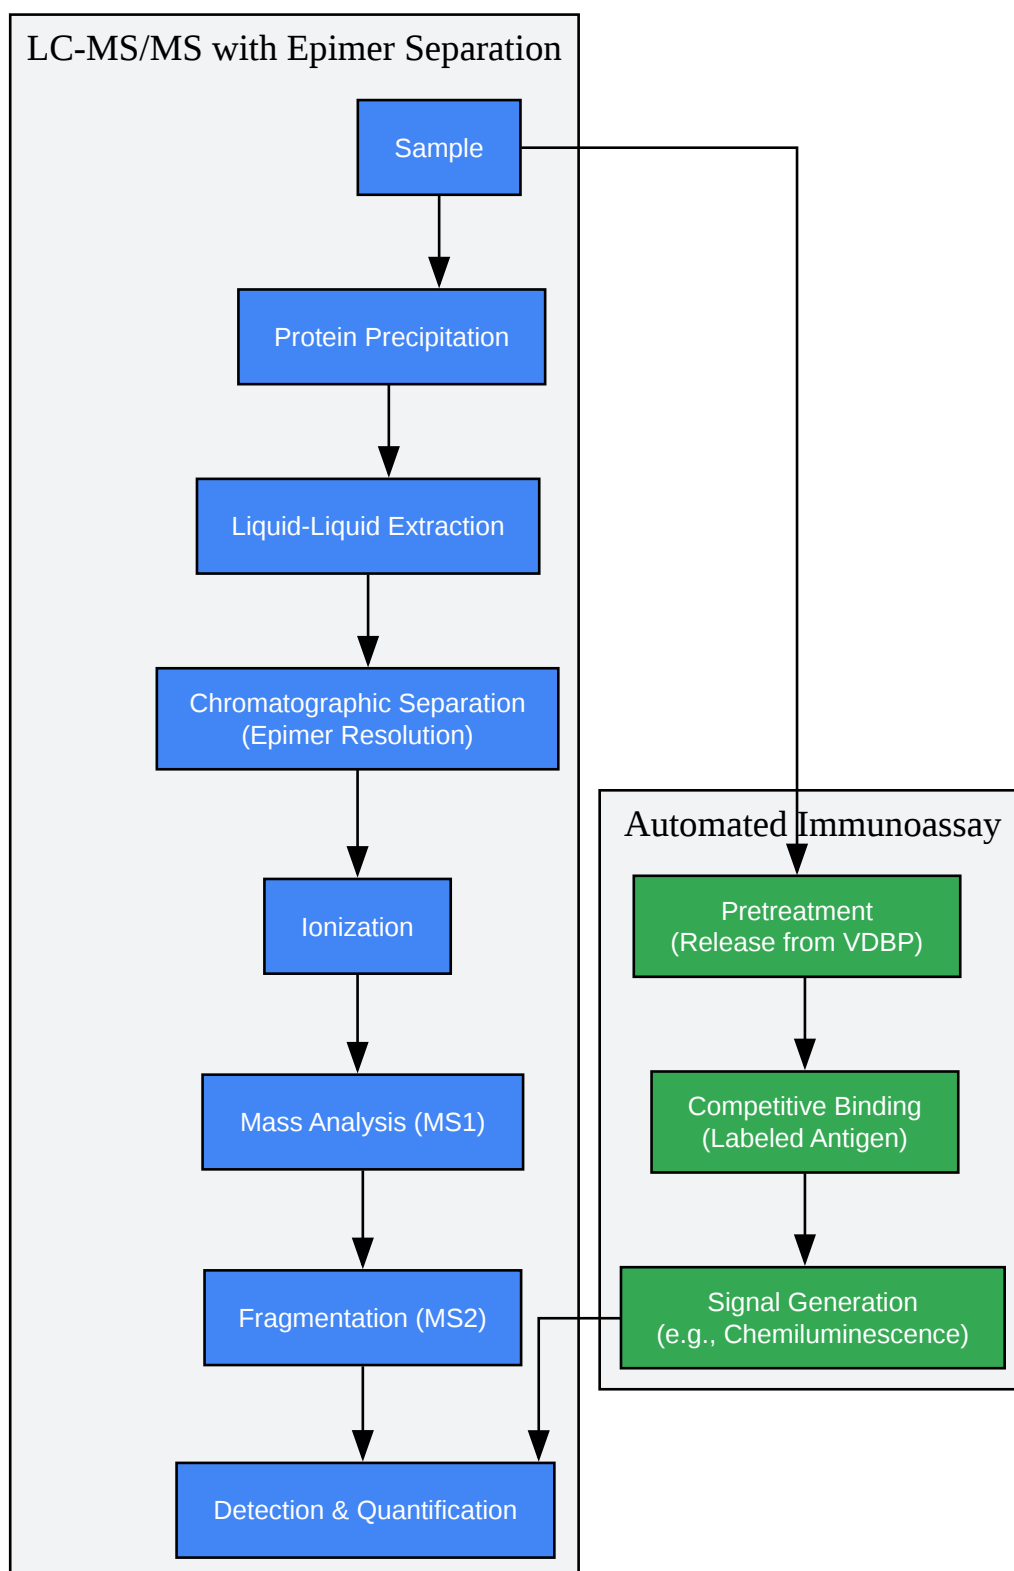 LC-MS/MS with Epimer Separation
Sample
Protein Precipitation
Liquid-Liquid Extraction
Chromatographic Separation
(Epimer Resolution)
Ionization
Mass Analysis (MS1)
Fragmentation (MS2)
Detection & Quantification
Automated Immunoassay
Pretreatment
(Release from VDBP)
Competitive Binding
(Labeled Antigen)
Signal Generation
(e.g., Chemiluminescence)